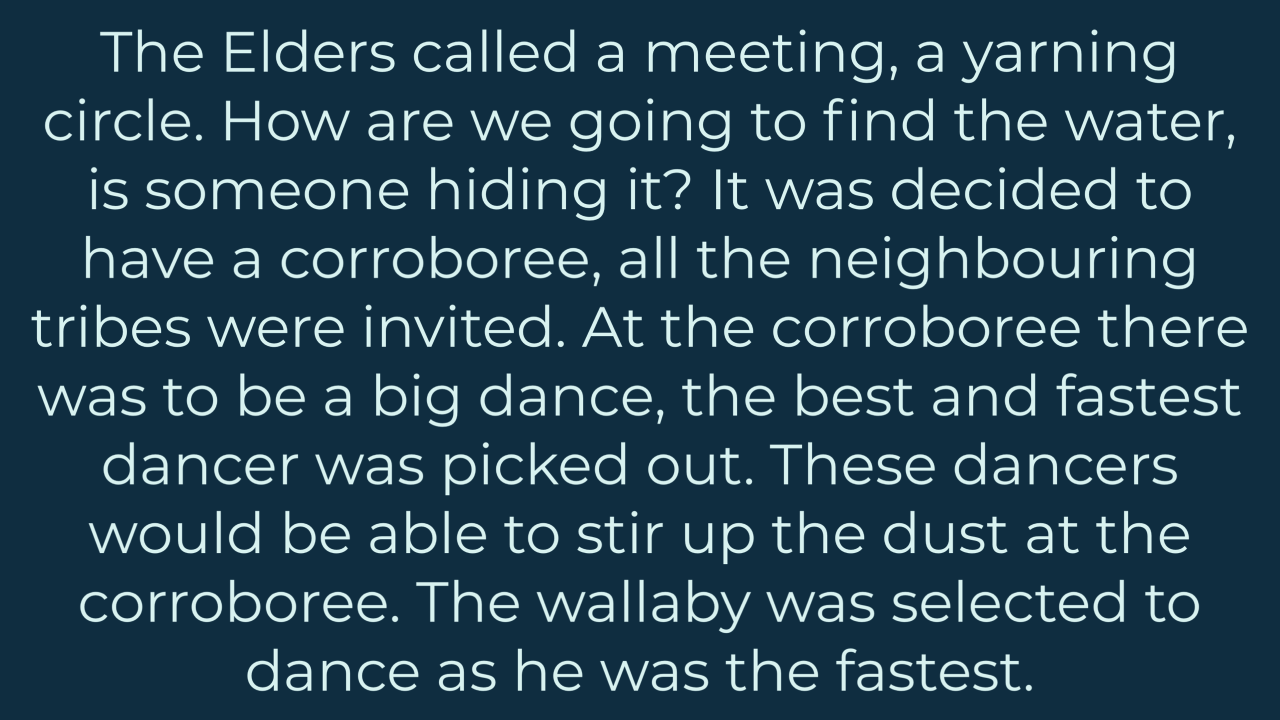 The Elders called a meeting, a yarning
circle. How are we going to find the water,
is someone hiding it? It was decided to
have a corroboree, all the neighbouring
tribes were invited. At the corroboree there
was to be a big dance, the best and fastest
dancer was picked out. These dancers
would be able to stir up the dust at the
corroboree. The wallaby was selected to
dance as he was the fastest.